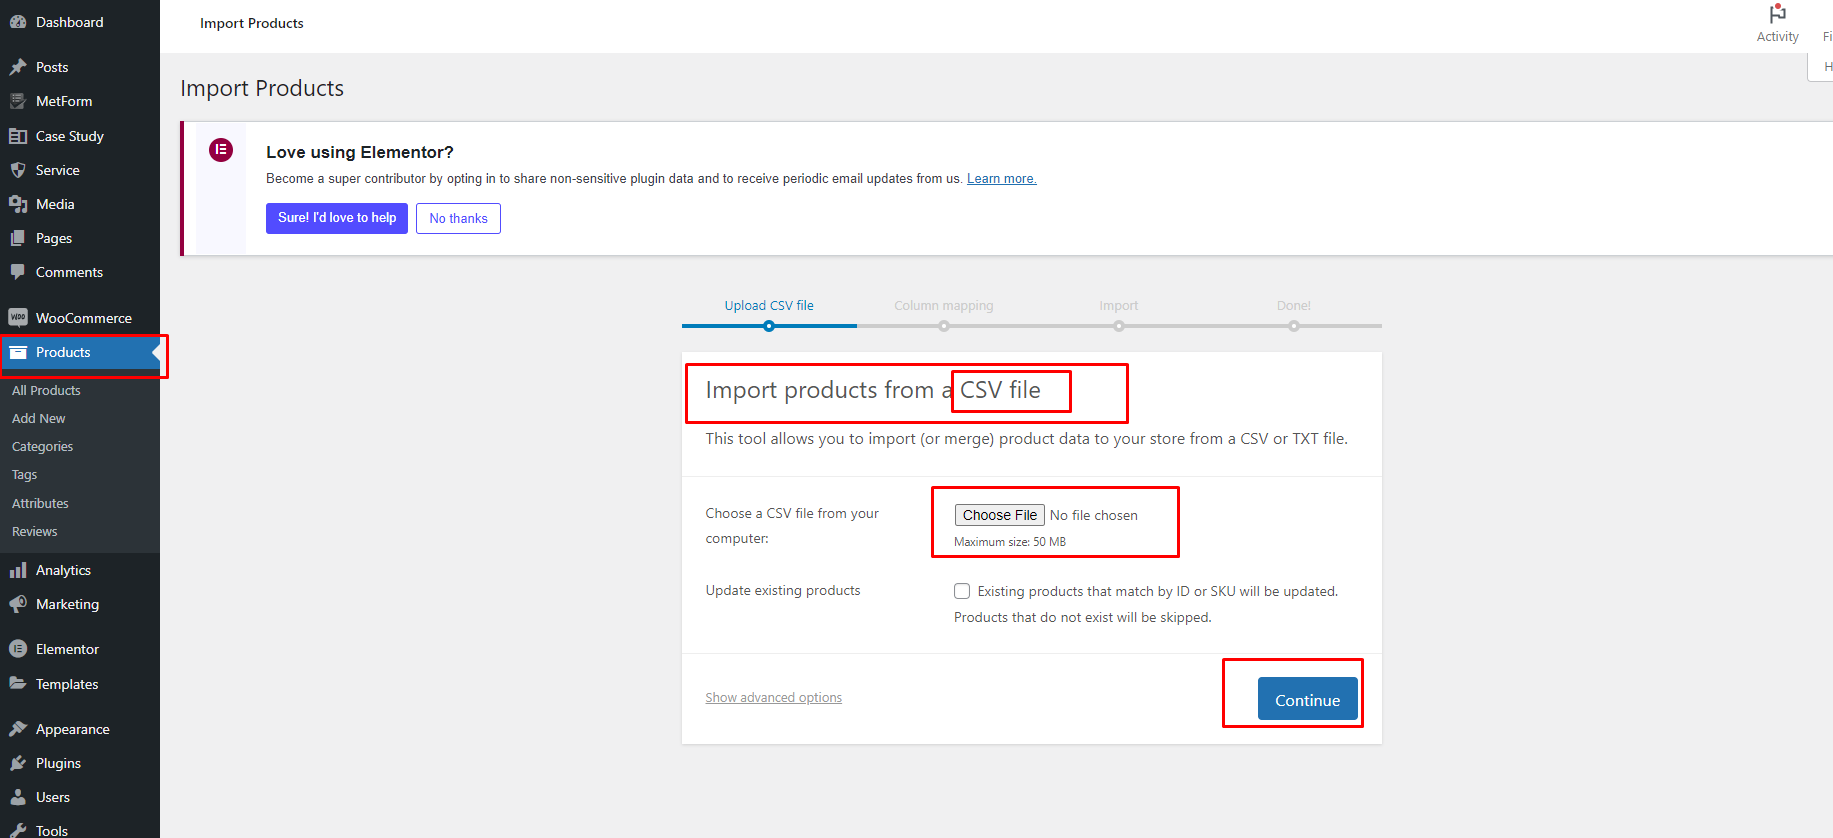 Dashboard
Posts
MetForm
Case Study
Service
Media
Pages
Comments
WOO WooCommerce
Products
All Products
Add New
Categories
Tags
Attributes
Reviews
Analytics
Marketing
Elementor
Templates
Appearance
Plugins
Users
Tools
Import Products
Activity
Fi
H
Import Products
Love using Elementor?
Become a super contributor by opting in to share non-sensitive plugin data and to receive periodic email updates from us. Learn more.
Sure! I'd love to help No thanks
Upload CSV file Column mapping Import Done!
Import products from a CSV file
This tool allows you to import (or merge) product data to your store from a CSV or TXT file.
Choose a CSV file from your
computer:
Choose File No file chosen
Maximum size: 50 MB
Update existing products
Existing products that match by ID or SKU will be updated.
Products that do not exist will be skipped.
Show advanced options
Continue